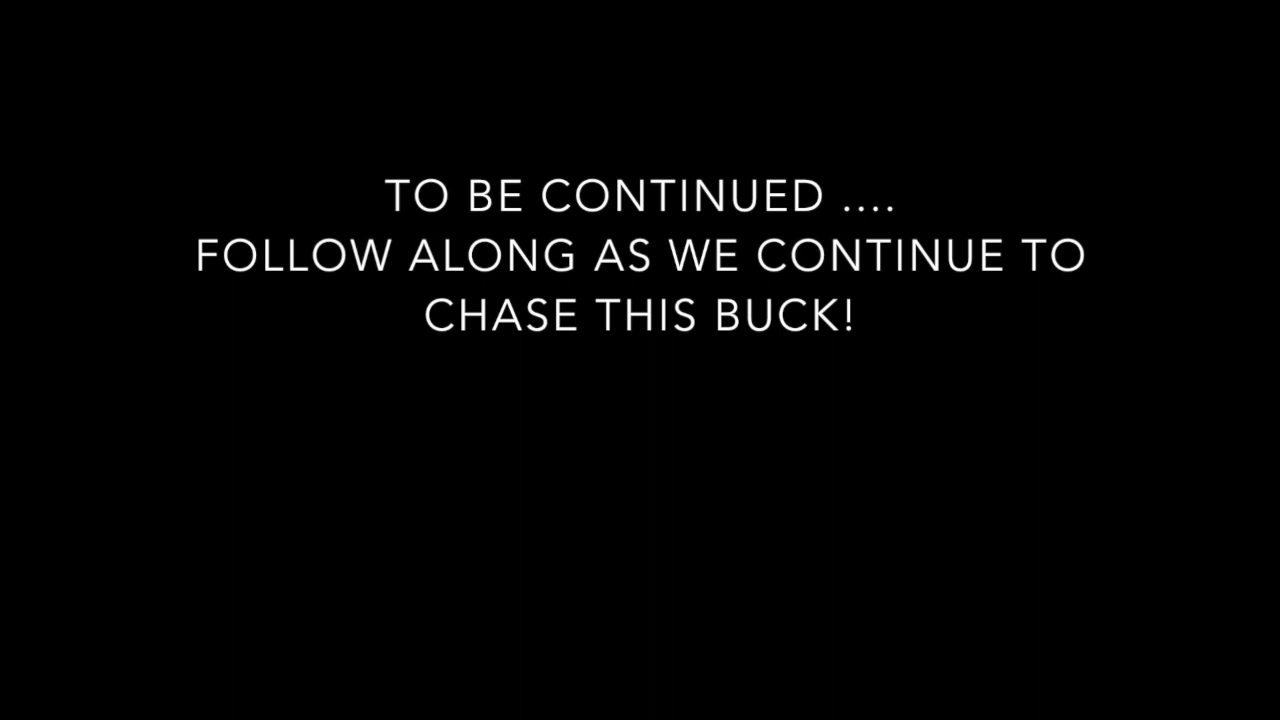 TO BE CONTINUED ....
FOLLOW ALONG AS WE CONTINUE TO
CHASE THIS BUCK!